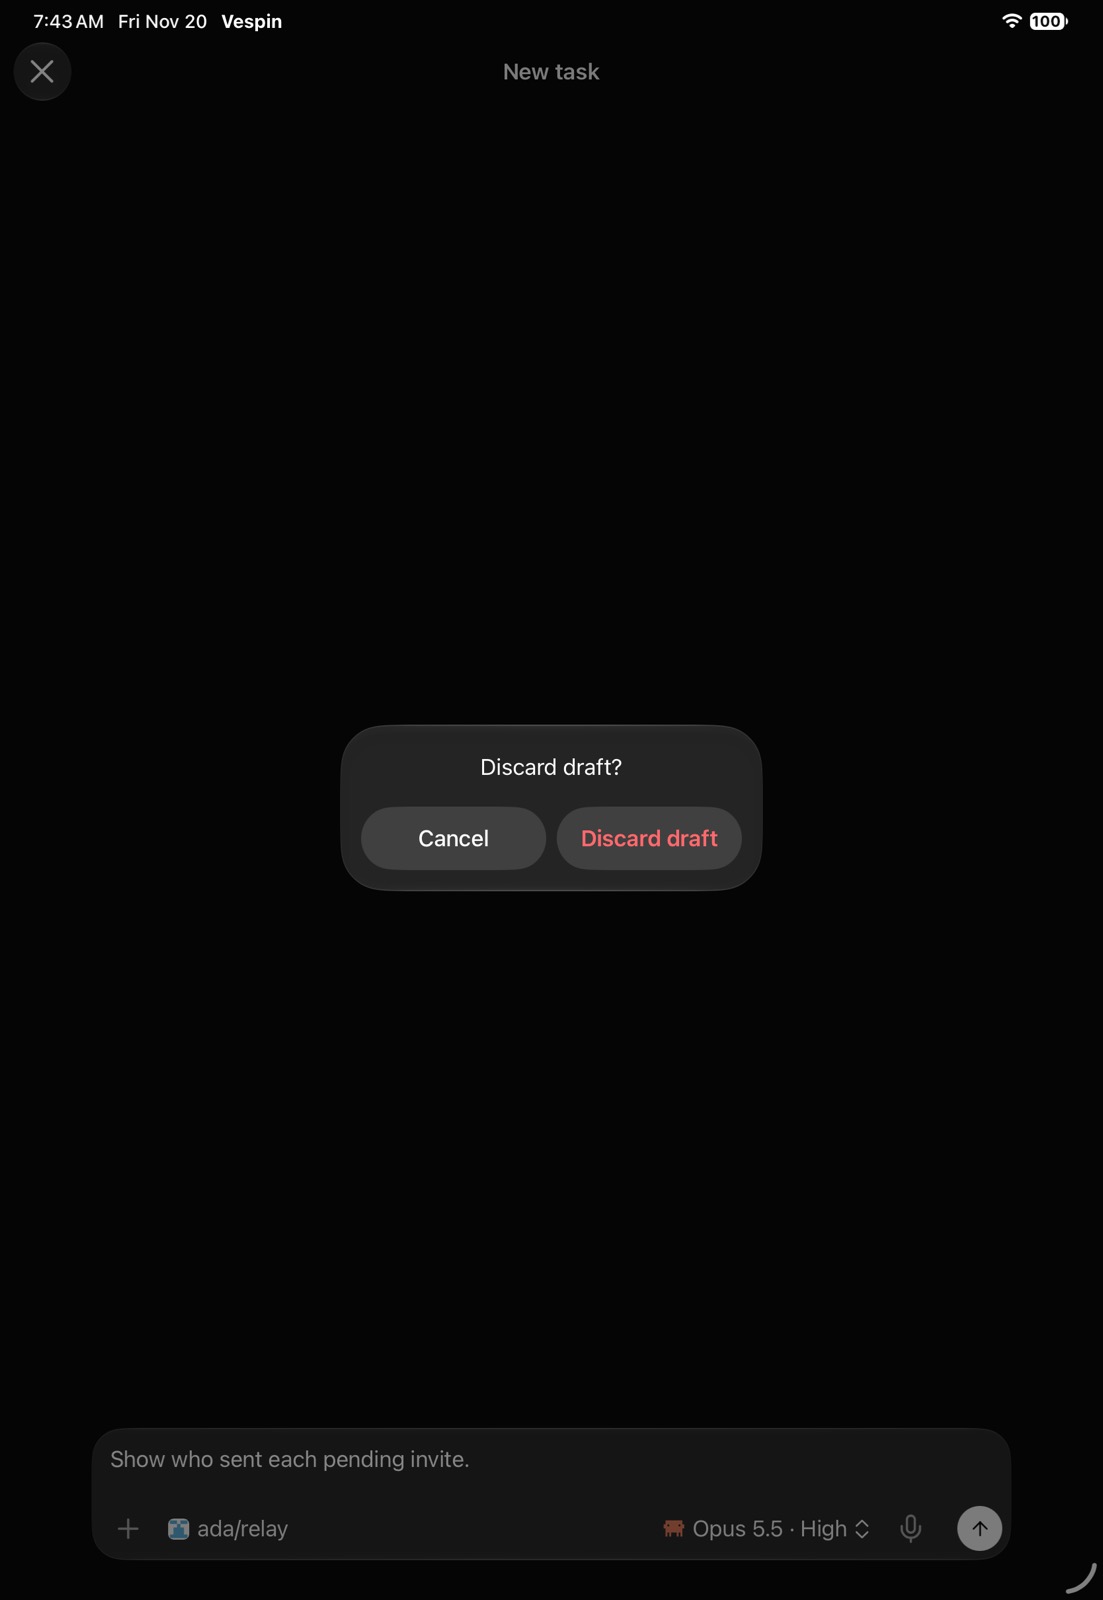 7:43 AM Fri Nov 20 Vespin 100
New task
Discard draft?
Cancel Discard draft
Show who sent each pending invite.
ada/relay Opus 5.5 · High